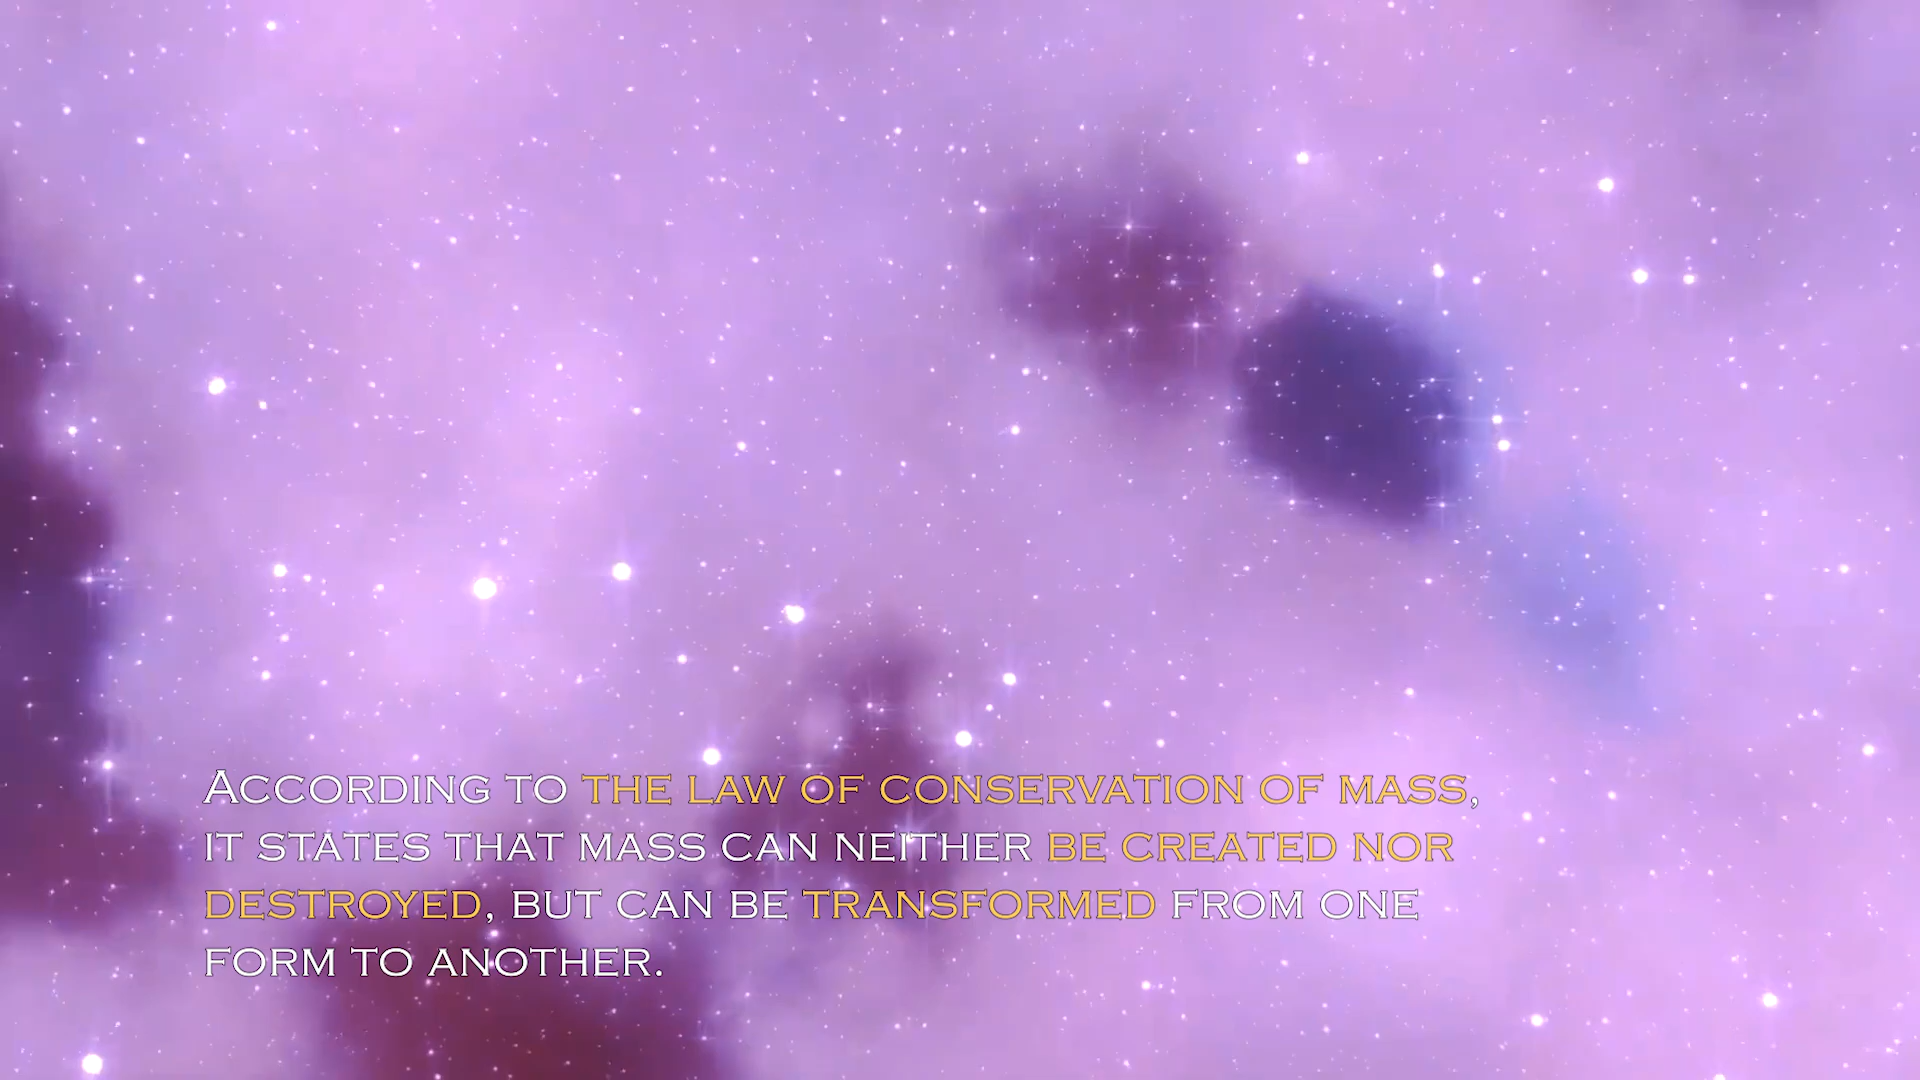 According to the law of conservation of mass,
it states that mass can neither be created nor
destroyed, but can be transformed from one
form to another.